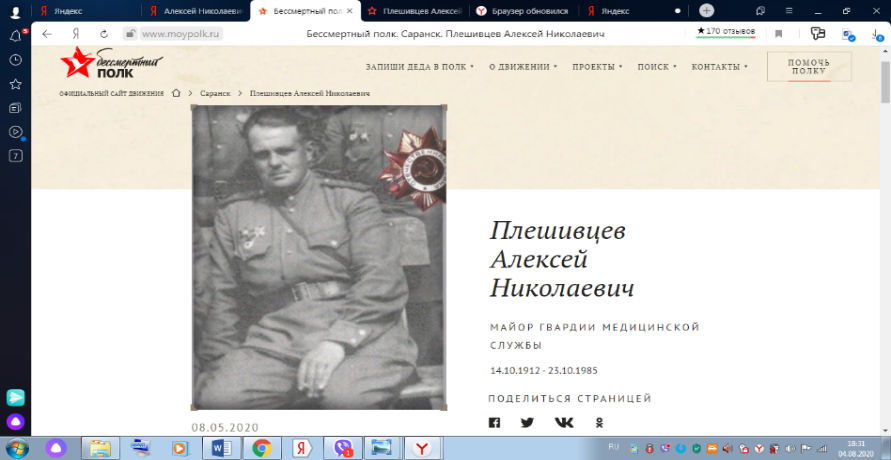 Яндекс
Алексей Николаеви
Бессмертный пол
Плешивцев Алексей
Браузер обновился
Яндекс
www.moypolk.ru
Бессмертный полк. Саранск. Плешивцев Алексей Николаевич
★170 отзывов
бессмертный
ПОЛК
ЗАПИШИ ДЕДА В ПОЛК
О ДВИЖЕНИИ
ПРОЕКТЫ
ПОИСК
КОНТАКТЫ
ПОМОЧЬ
ПОЛКУ
ОФИЦИАЛЬНЫЙ САЙТ ДВИЖЕНИЯ
Саранск
Плешивцев Алексей Николаевич
7
Плешивцев
Алексей
Николаевич
МАЙОР ГВАРДИИ МЕДИЦИНСКОЙ
СЛУЖБЫ
14.10.1912 - 23.10.1985
ПОДЕЛИТЬСЯ СТРАНИЦЕЙ
08.05.2020
RU
18:31
04.08.2020